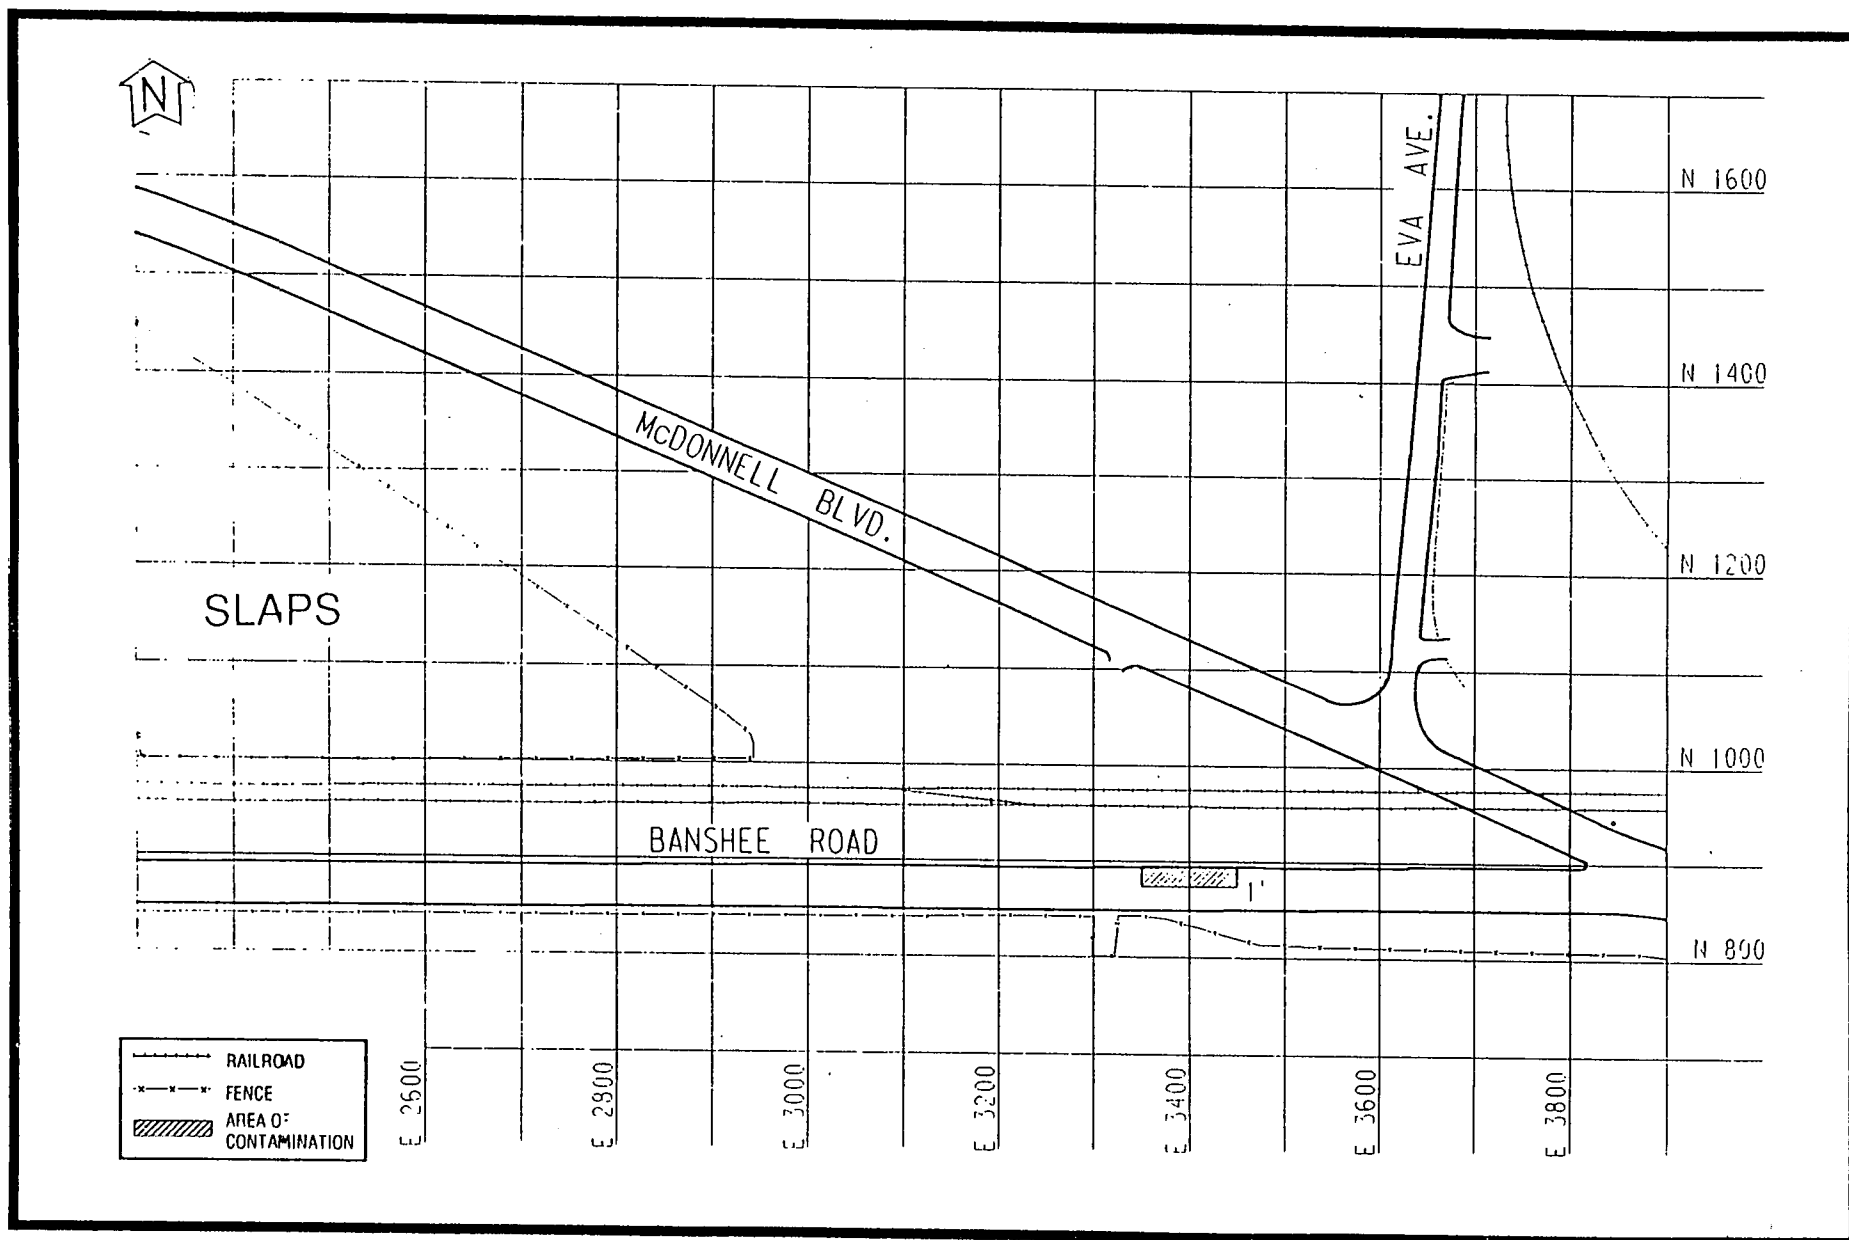 N
EVA AVE.
N 1600
N 1400
McDONNELL BLVD.
N 1200
SLAPS
N 1000
BANSHEE ROAD
1'
N 800
RAILROAD
FENCE
AREA OF
CONTAMINATION
E 2600
E 2800
E 3000
E 3200
E 3400
E 3600
E 3800